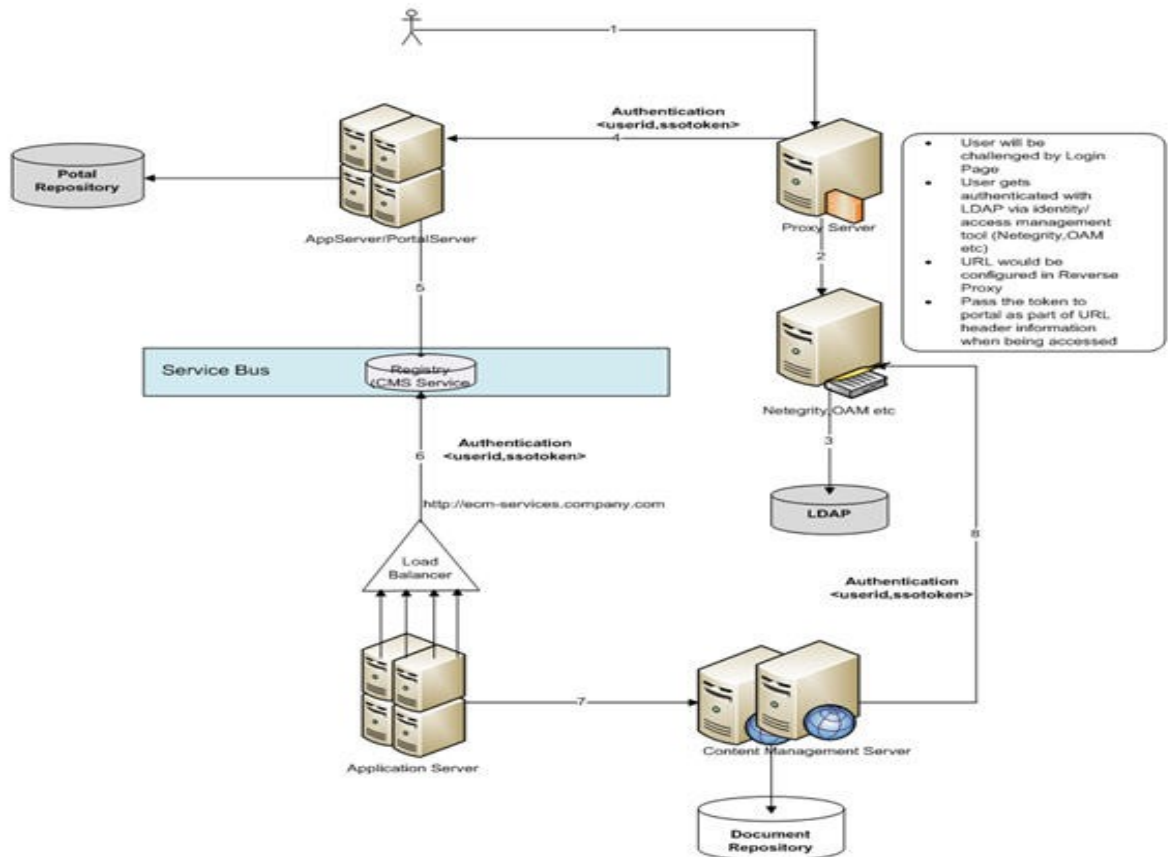 1
Authentication
<userid,ssotoken>
4
Potal
Repository
AppServer/PortalServer
Proxy Server
• User will be
challenged by Login
Page
• User gets
authenticated with
LDAP via identity/
access management
tool (Netegrity,OAM
etc)
• URL would be
configured in Reverse
Proxy
• Pass the token to
portal as part of URL
header information
when being accessed
2
5
Service Bus
Registry
(CMS Service
Netegrity,OAM etc
3
Authentication
<userid,ssotoken>
6
http://ecm-services.company.com
LDAP
8
Load
Balancer
Authentication
<userid,ssotoken>
7
Application Server
Content Management Server
Document
Repository